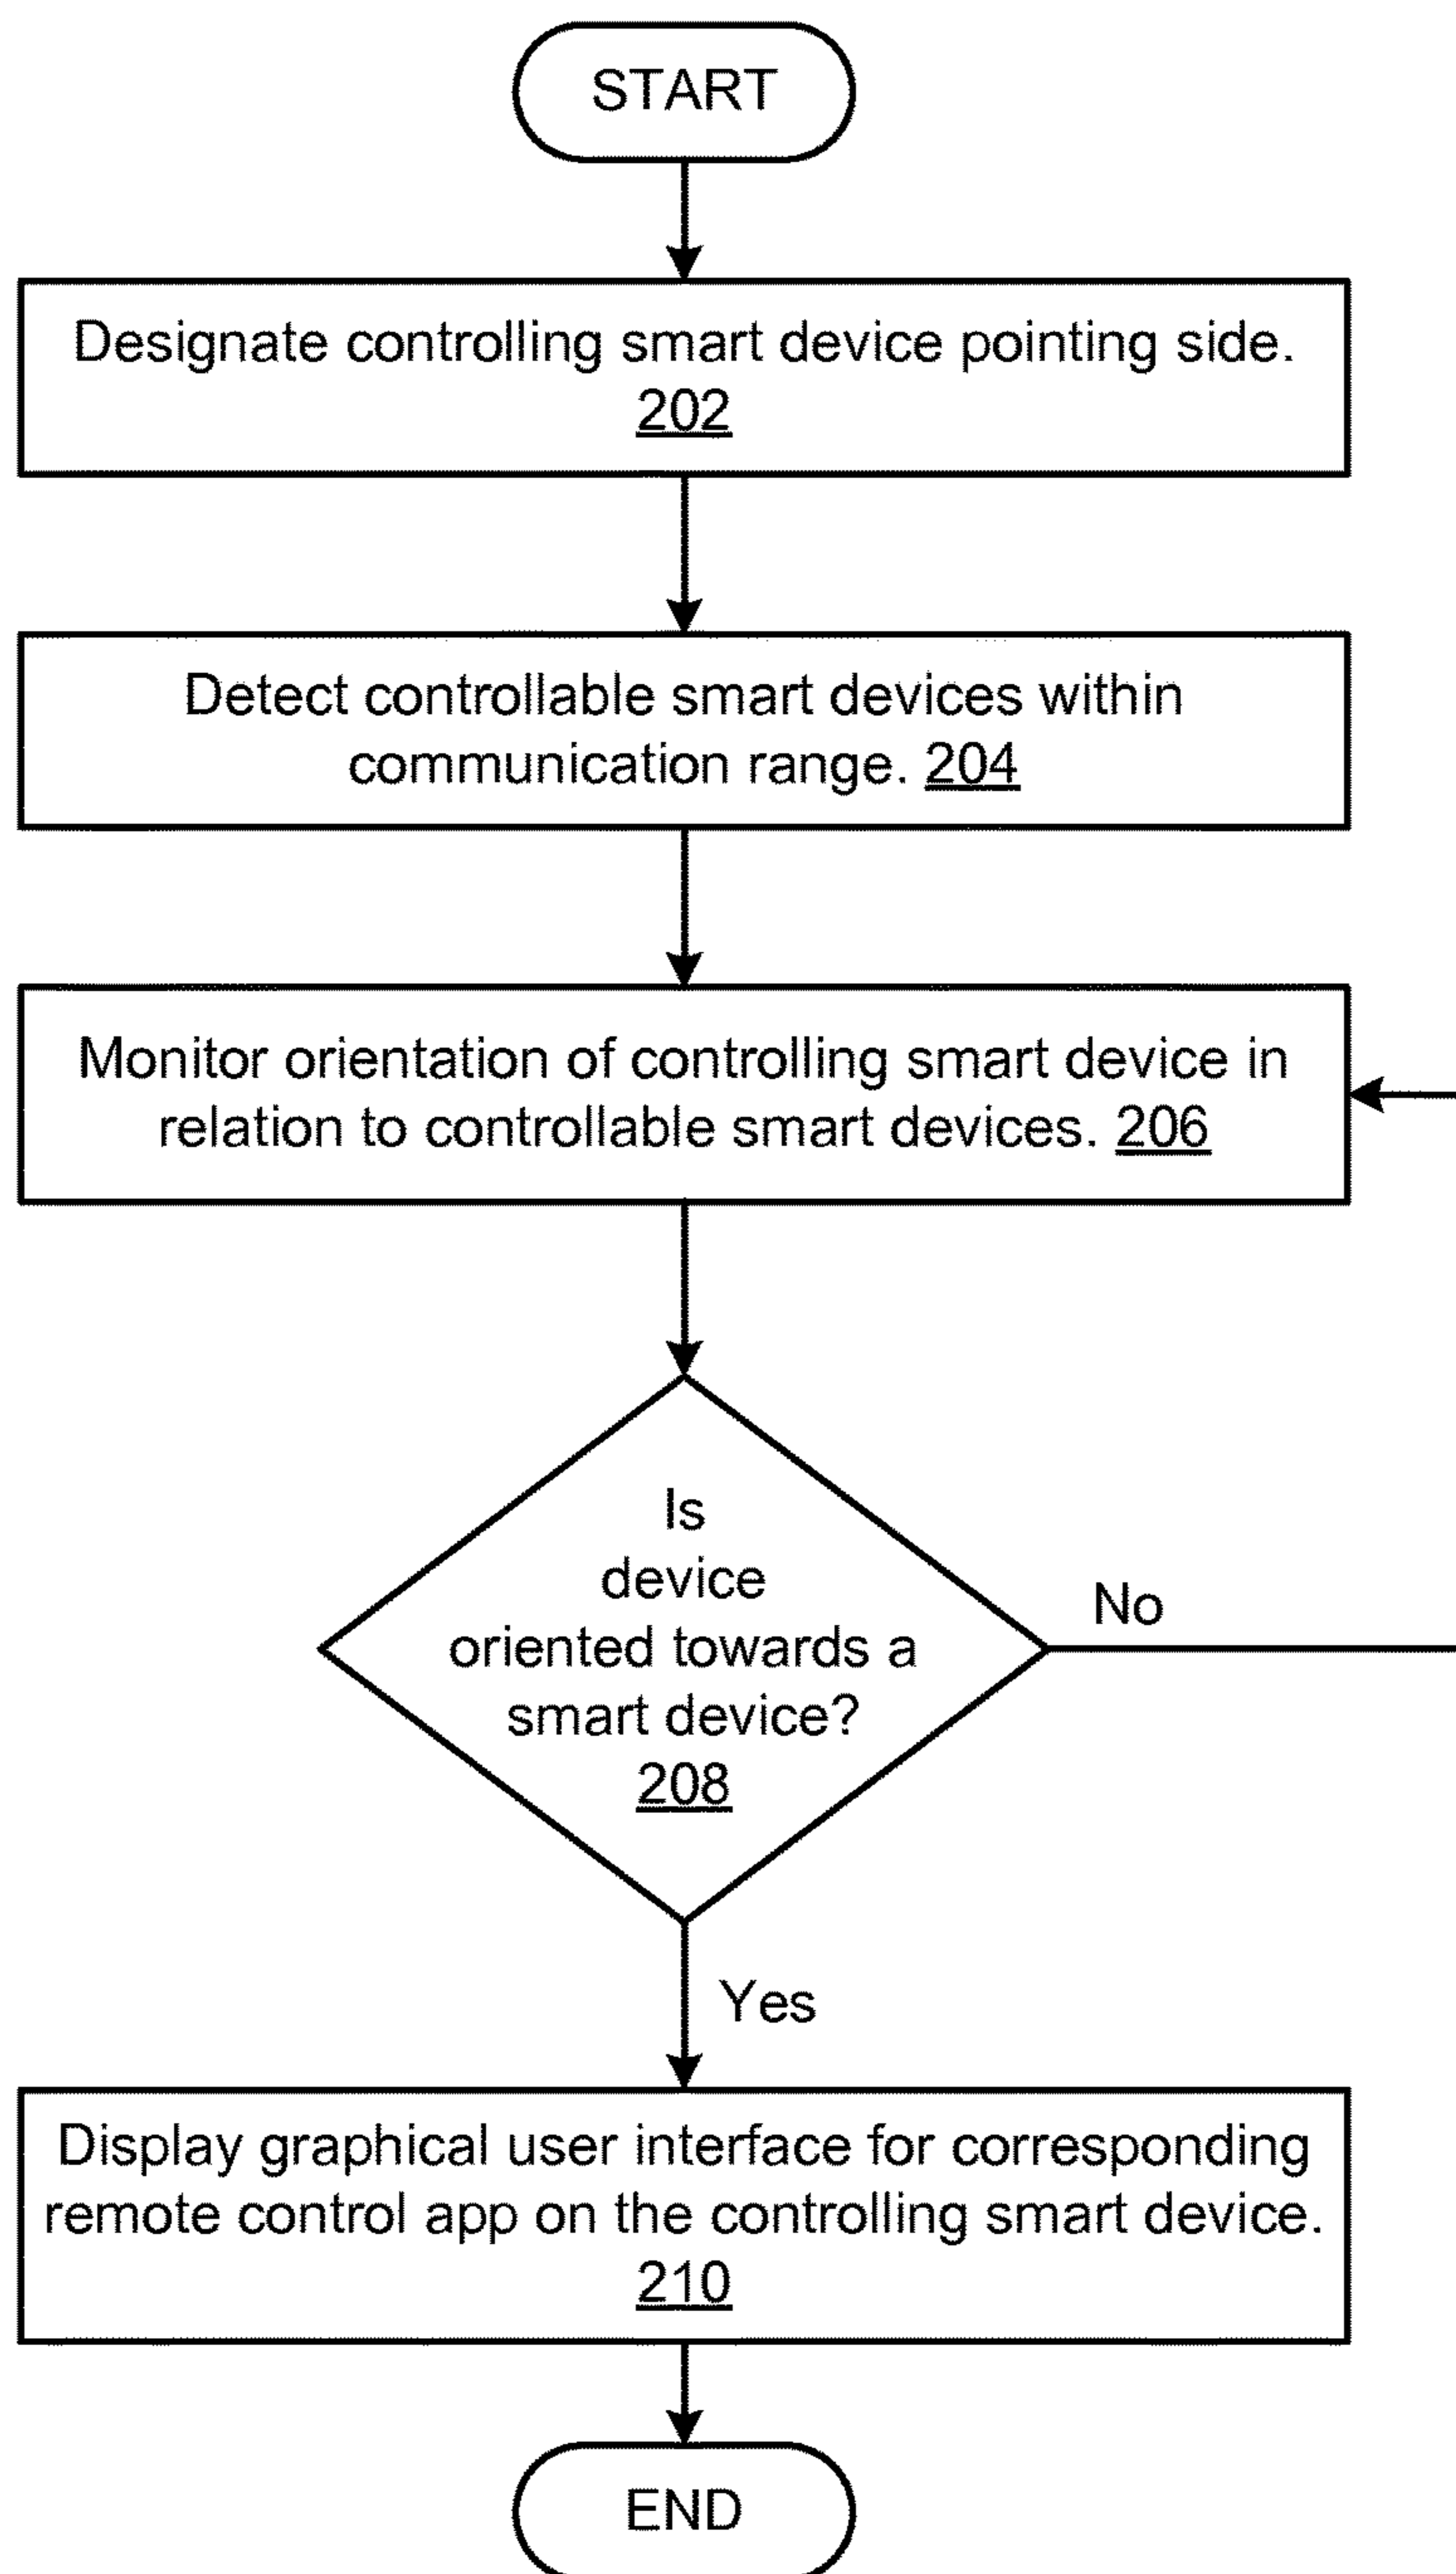 START
Designate controlling smart device pointing side.
202
Detect controllable smart devices within
communication range. 204
Monitor orientation of controlling smart device in
relation to controllable smart devices. 206
Is
device
oriented towards a
smart device?
208
No
Yes
Display graphical user interface for corresponding
remote control app on the controlling smart device.
210
END